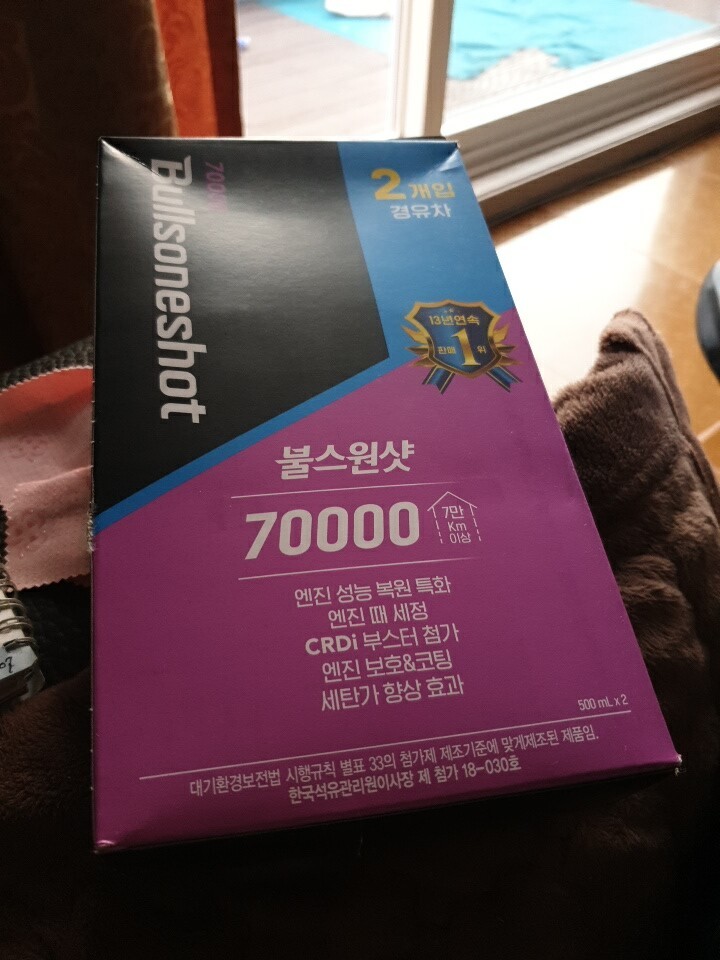 70000
Bullsoneshot
2개입
경유차
13년연속
판매 1위
불스원샷
70000
7만
Km
이상
엔진 성능 복원 특화
엔진 때 세정
CRDi 부스터 첨가
엔진 보호&코팅
세탄가 향상 효과
500 mL x 2
대기환경보전법 시행규칙 별표 33의 첨가제 제조기준에 맞게제조된 제품임.
한국석유관리원이사장 제 첨가 18-030호